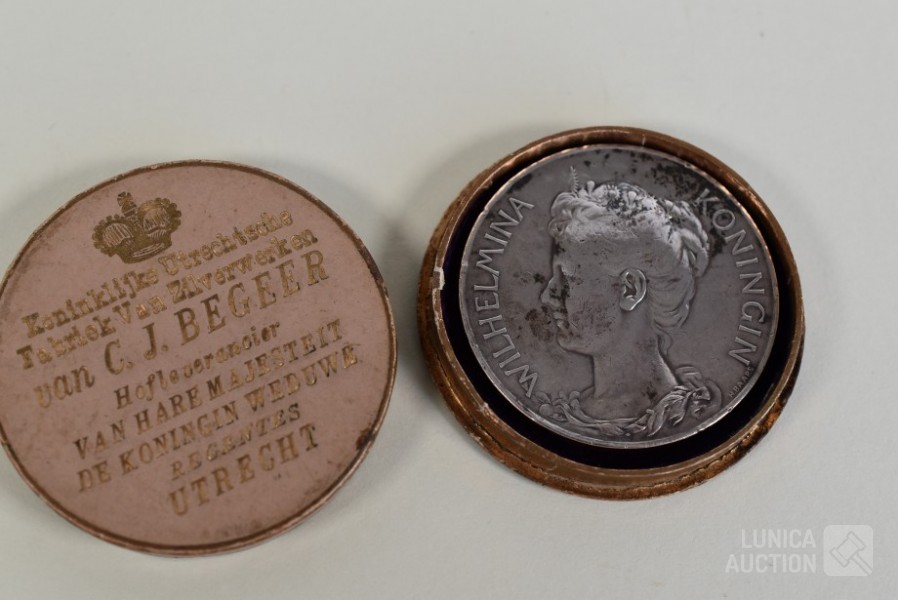 Koninklijke Utrechtsche
Fabriek Van Zilverwerken
van C. J. BEGEER
Hofleverancier
VAN HARE MAJESTEIT
DE KONINGIN WEDUWE
REGENTES
UTRECHT
WILHELMINA KONINGIN
LUNICA
AUCTION